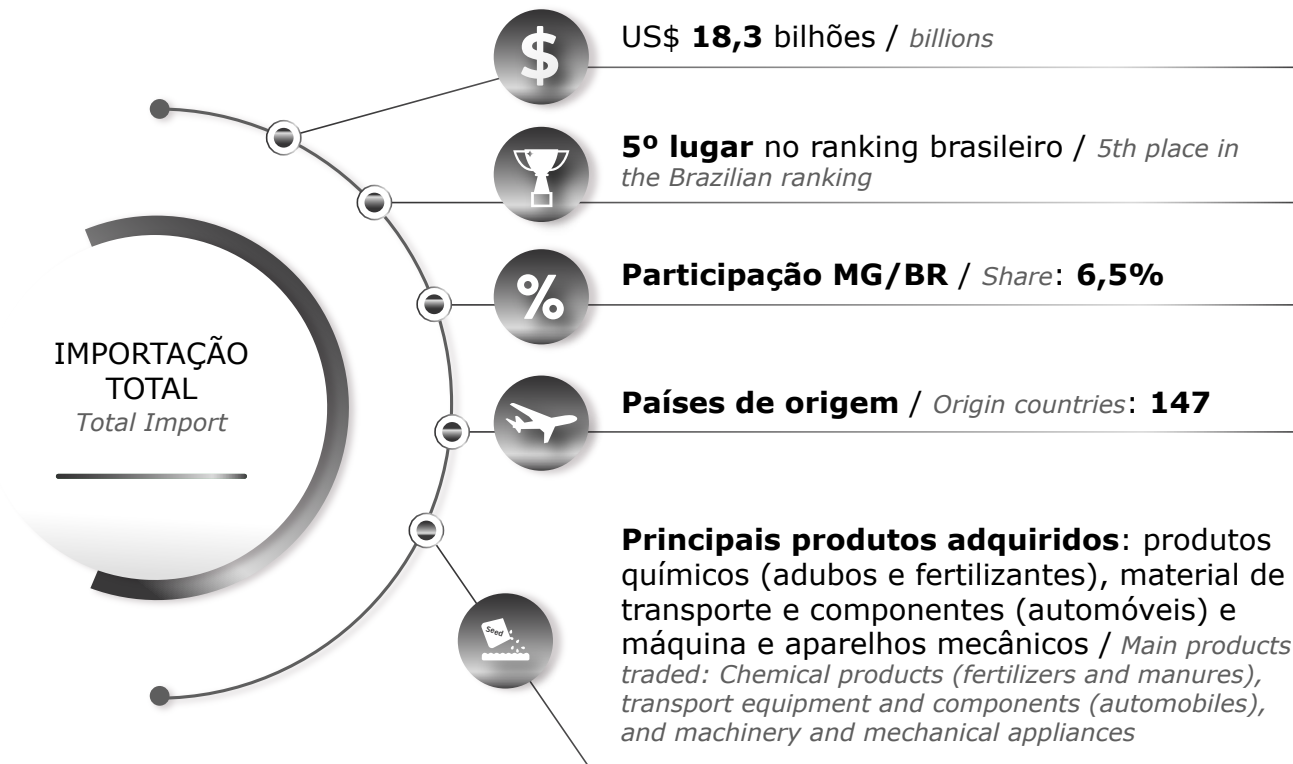 US$ 18,3 bilhões / billions
5º lugar no ranking brasileiro / 5th place in
the Brazilian ranking
Participação MG/BR / Share: 6,5%
IMPORTAÇÃO
TOTAL
Total Import
Países de origem / Origin countries: 147
Seed
Principais produtos adquiridos: produtos
químicos (adubos e fertilizantes), material de
transporte e componentes (automóveis) e
máquina e aparelhos mecânicos / Main products
traded: Chemical products (fertilizers and manures),
transport equipment and components (automobiles),
and machinery and mechanical appliances